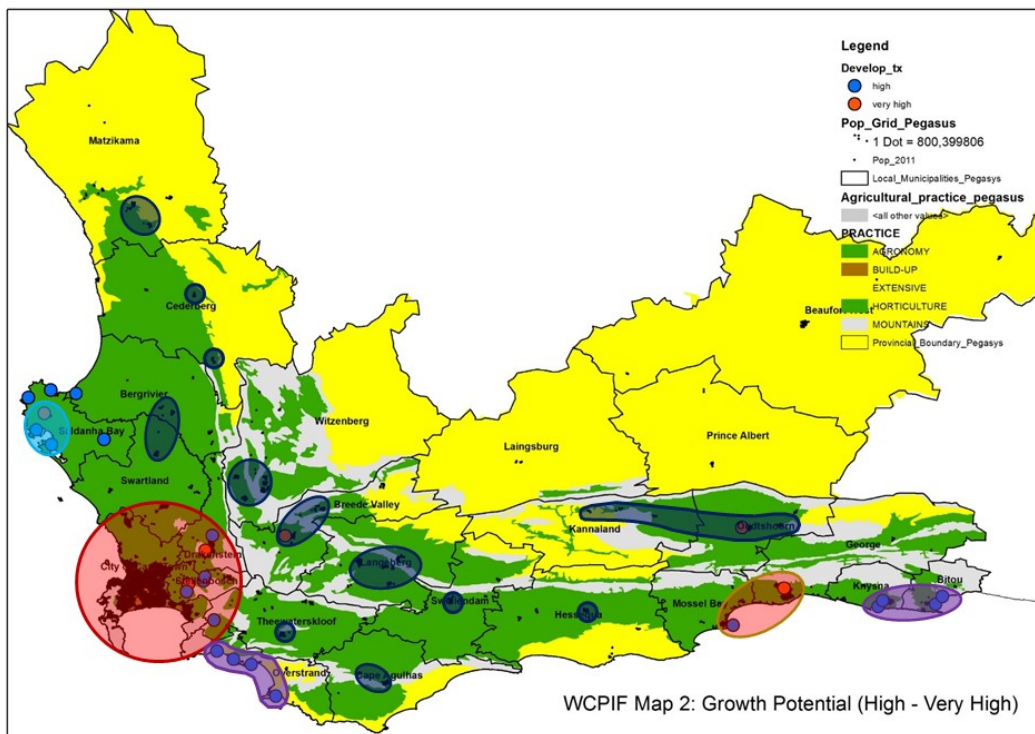 Legend
Develop_tx
high
very high
Pop_Grid_Pegasus
1 Dot = 800,399806
Pop_2011
Local_Municipalities_Pegasys
Agricultural_practice_pegasus
<all other values>
PRACTICE
AGRONOMY
BUILD-UP
EXTENSIVE
HORTICULTURE
MOUNTAINS
Provincial_Boundary_Pegasys
Matzikama
Cederberg
Beaufort West
Bergrivier
Saldanha Bay
Witzenberg
Laingsburg
Prince Albert
Swartland
Breede Valley
Kannaland
Oudtshoorn
Drakenstein
City
George
Stellenbosch
Langeberg
Knysna
Bitou
Swellendam
Mossel Ba
Theewaterskloof
Hessequa
Overstrand
Cape Agulhas
WCPIF Map 2: Growth Potential (High - Very High)